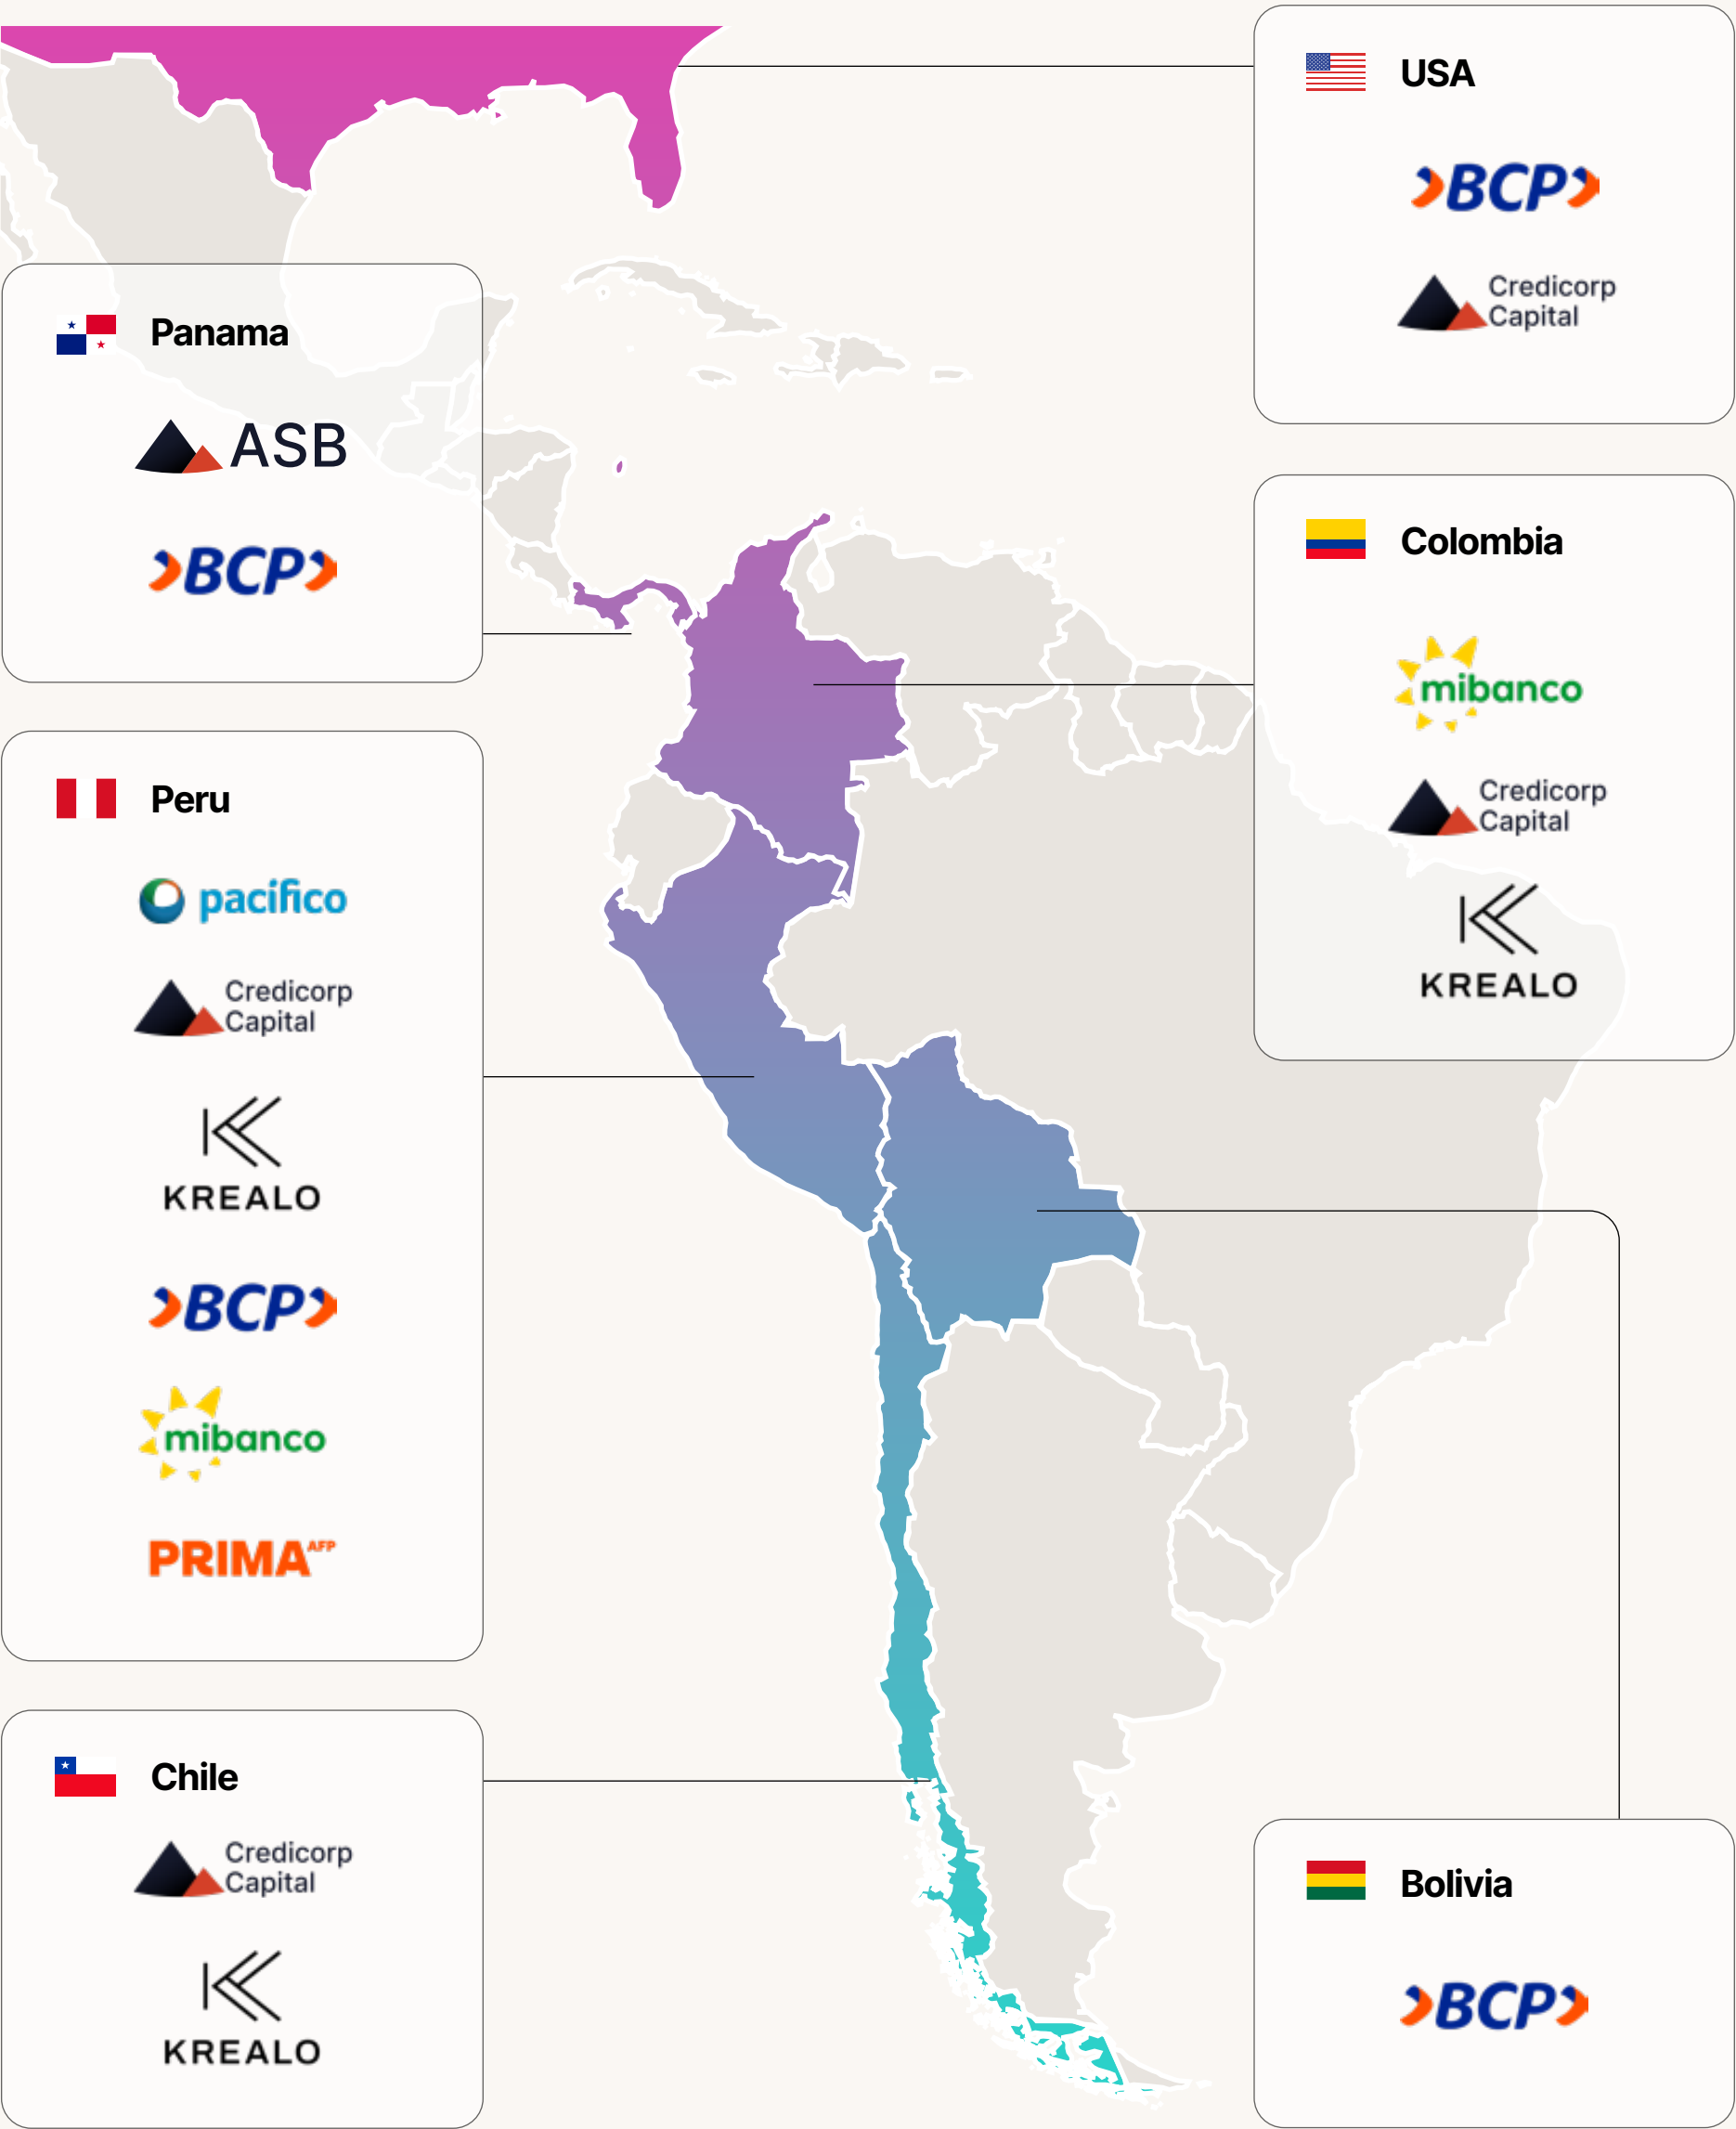 USA
BCP
Credicorp
Capital
Panama
ASB
BCP
Colombia
mibanco
Credicorp
Capital
KREALO
Peru
pacifico
Credicorp
Capital
KREALO
BCP
mibanco
PRIMA AFP
Chile
Credicorp
Capital
KREALO
Bolivia
BCP